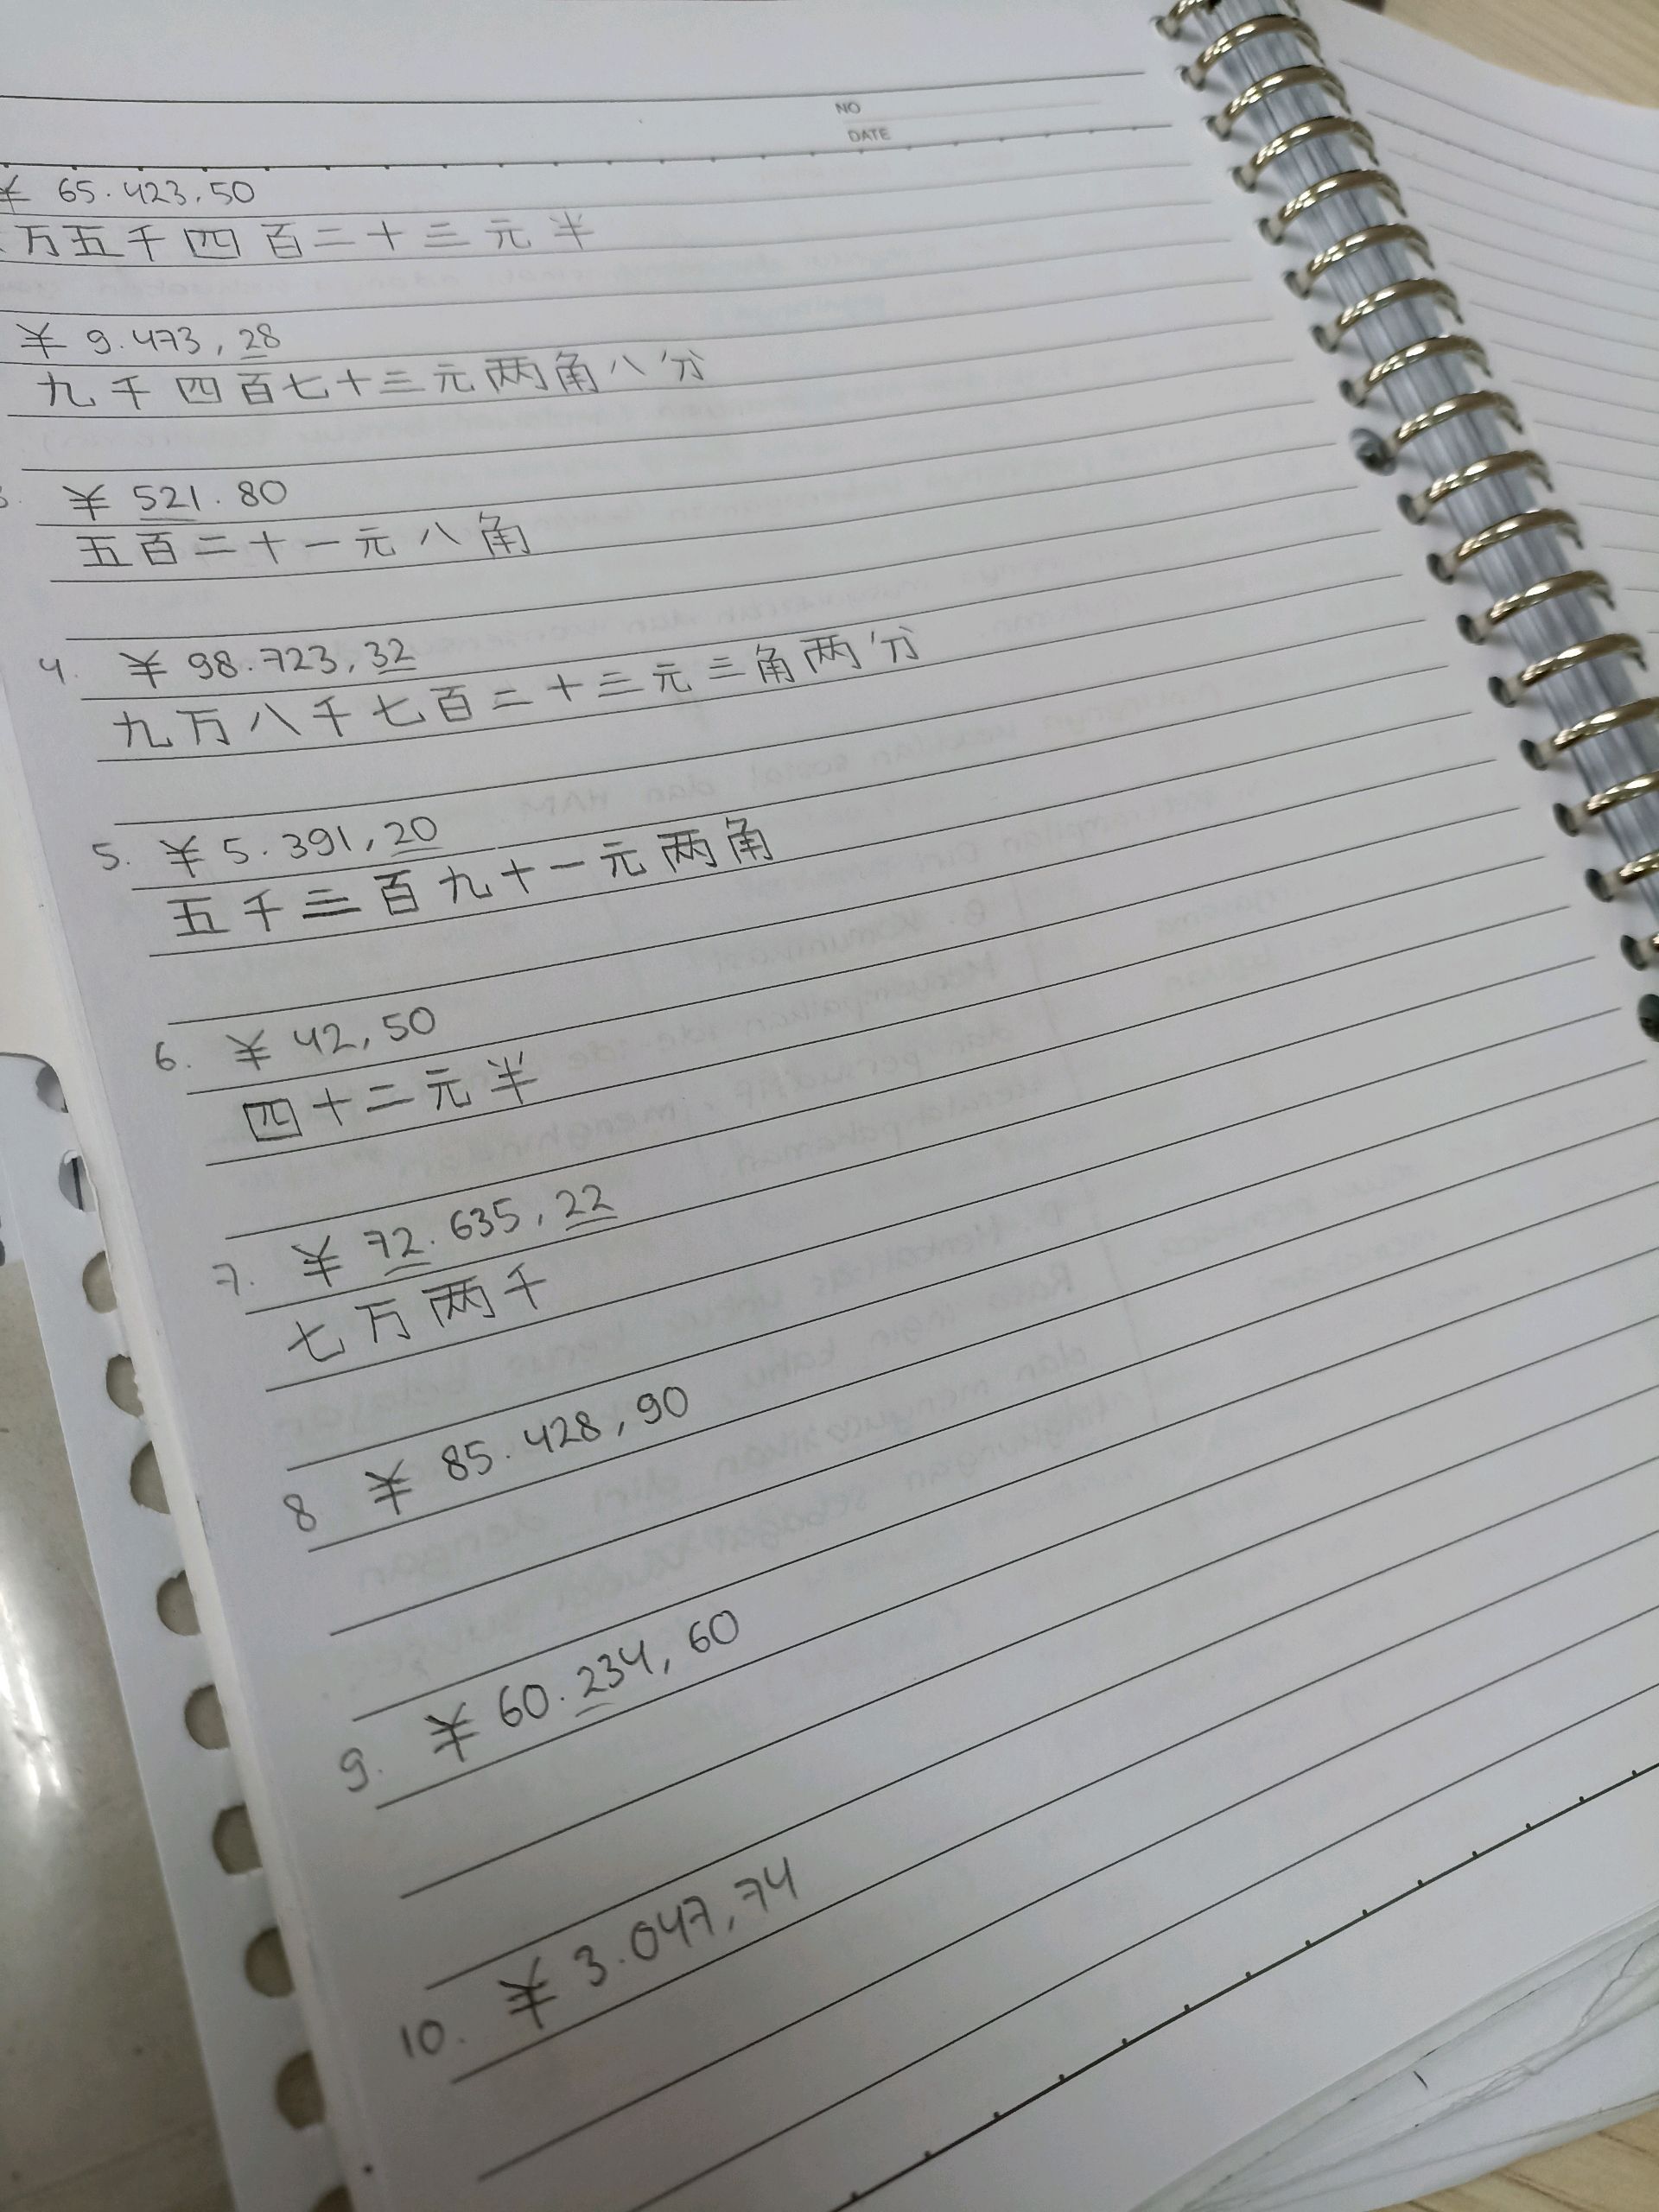 NO
DATE
¥ 65.423,50
万五千四百二十三元半
¥ 9.473,28
九千四百七十三元两角八分
3. ¥ 521.80
五百二十一元八角
4. ¥ 98.723,32
九万八千七百二十三元三角两分
5. ¥ 5.391,20
五千三百九十一元两角
6. ¥ 42,50
四十二元半
7. ¥ 72.635,22
七万两千
8 ¥ 85.428,90
9. ¥ 60.234,60
10. ¥ 3.047,74